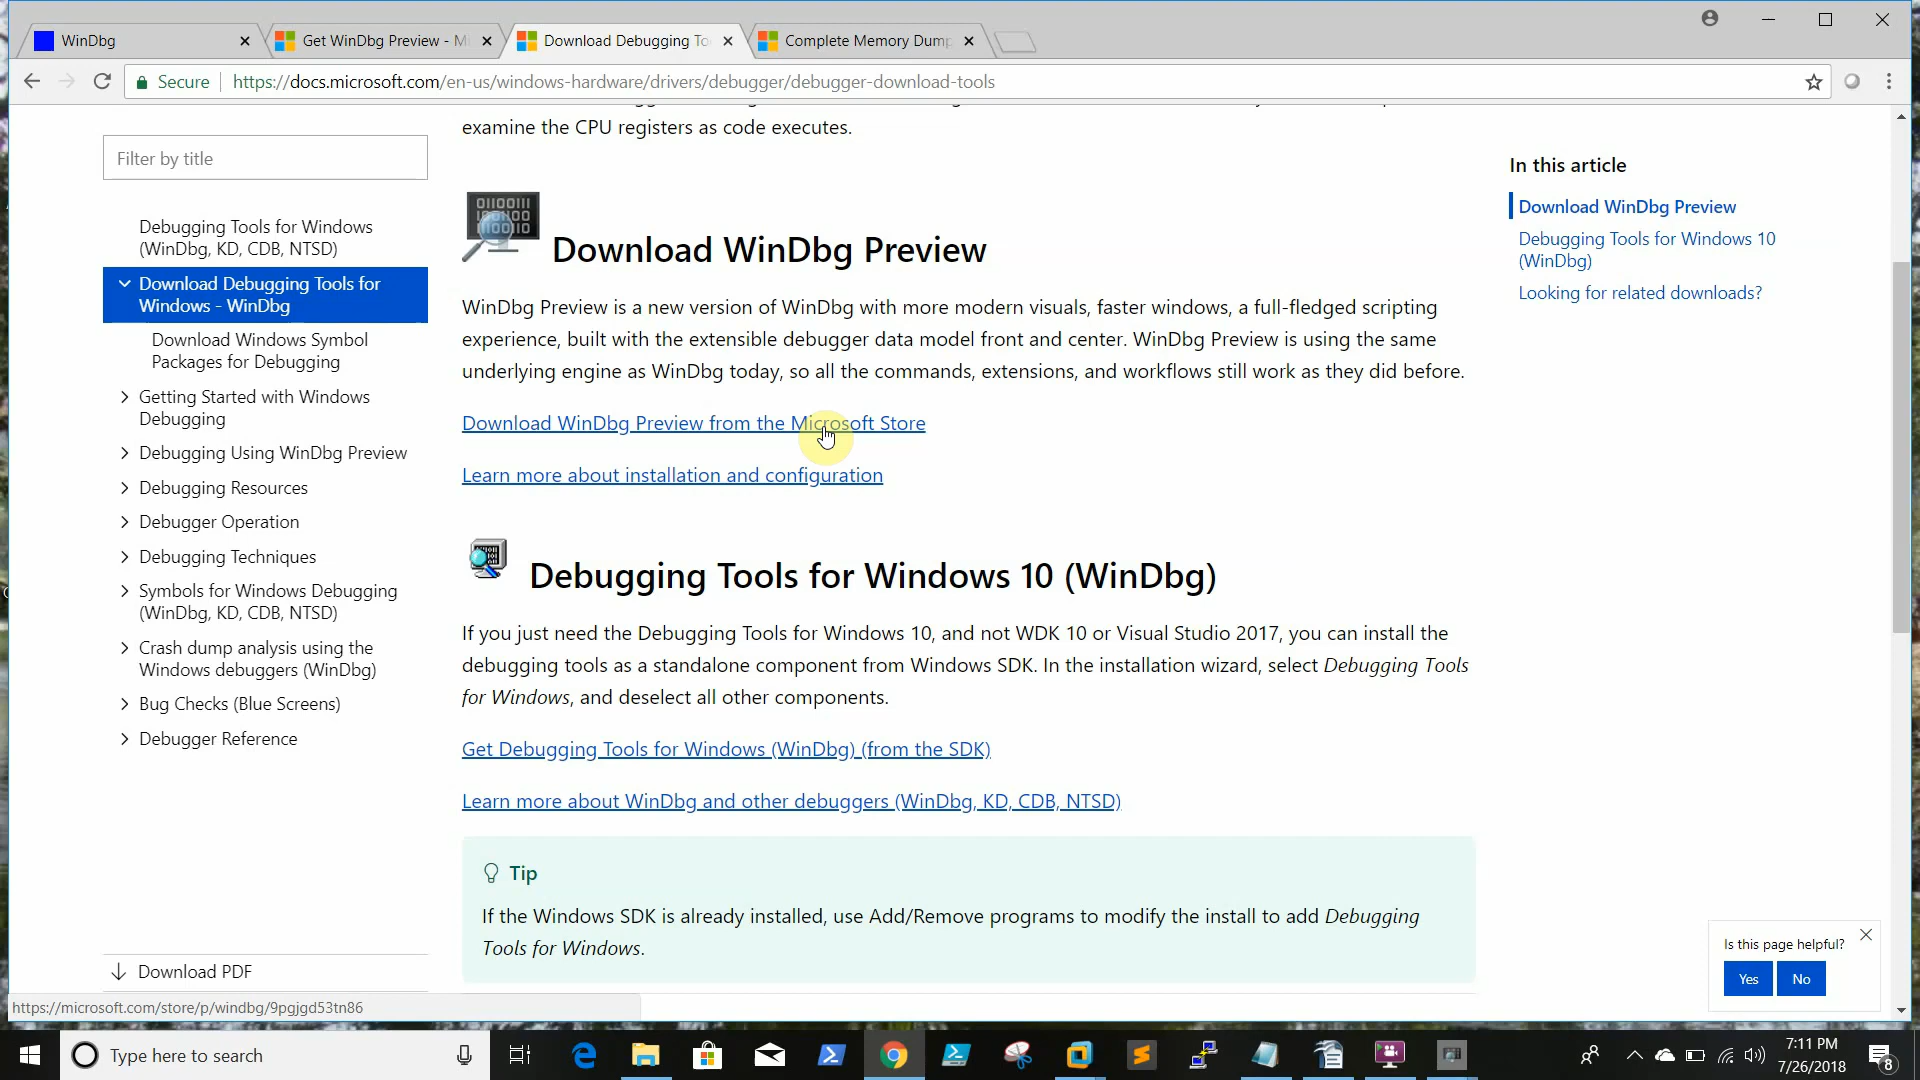 WinDbg
Get WinDbg Preview - M
Download Debugging To
Complete Memory Dump
Secure
https://docs.microsoft.com/en-us/windows-hardware/drivers/debugger/debugger-download-tools
Filter by title
Debugging Tools for Windows
(WinDbg, KD, CDB, NTSD)
Download Debugging Tools for
Windows - WinDbg
Download Windows Symbol
Packages for Debugging
Getting Started with Windows
Debugging
Debugging Using WinDbg Preview
Debugging Resources
Debugger Operation
Debugging Techniques
Symbols for Windows Debugging
(WinDbg, KD, CDB, NTSD)
Crash dump analysis using the
Windows debuggers (WinDbg)
Bug Checks (Blue Screens)
Debugger Reference
Download PDF
examine the CPU registers as code executes.
Download WinDbg Preview
WinDbg Preview is a new version of WinDbg with more modern visuals, faster windows, a full-fledged scripting
experience, built with the extensible debugger data model front and center. WinDbg Preview is using the same
underlying engine as WinDbg today, so all the commands, extensions, and workflows still work as they did before.
Download WinDbg Preview from the Microsoft Store
Learn more about installation and configuration
Debugging Tools for Windows 10 (WinDbg)
If you just need the Debugging Tools for Windows 10, and not WDK 10 or Visual Studio 2017, you can install the
debugging tools as a standalone component from Windows SDK. In the installation wizard, select Debugging Tools
for Windows, and deselect all other components.
Get Debugging Tools for Windows (WinDbg) (from the SDK)
Learn more about WinDbg and other debuggers (WinDbg, KD, CDB, NTSD)
Tip
If the Windows SDK is already installed, use Add/Remove programs to modify the install to add Debugging
Tools for Windows.
In this article
Download WinDbg Preview
Debugging Tools for Windows 10
(WinDbg)
Looking for related downloads?
Is this page helpful?
Yes
No
https://microsoft.com/store/p/windbg/9pgjgd53tn86
Type here to search
7:11 PM
7/26/2018
8